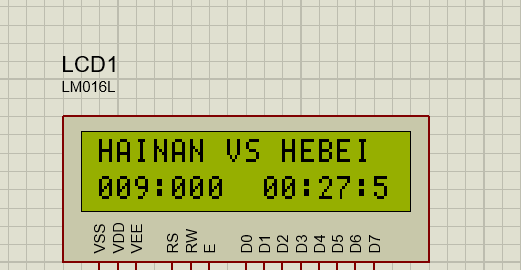 LCD1
LM016L
HAINAN VS HEBEI
009:000  00:27:5
VSS VDD VEE RS RW E D0 D1 D2 D3 D4 D5 D6 D7